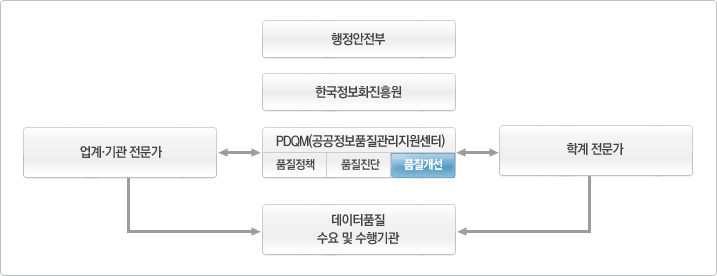 행정안전부
한국정보화진흥원
업계·기관 전문가
PDQM(공공정보품질관리지원센터)
품질정책 품질진단 품질개선
학계 전문가
데이터품질
수요 및 수행기관